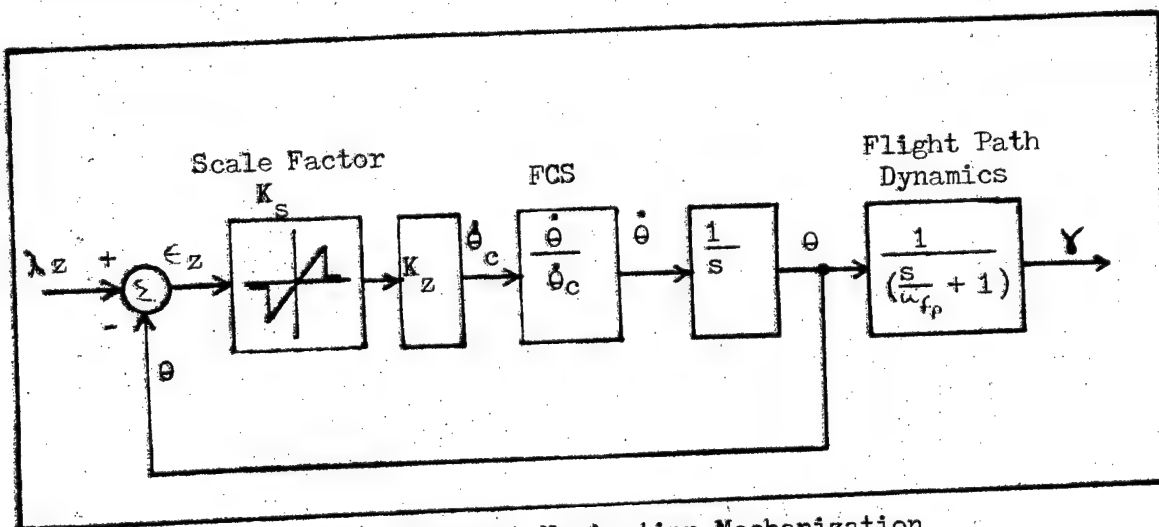 Scale Factor
K_s
FCS
Flight Path
Dynamics
λz + ε_z
Σ
-
K_z
θ̇_c
θ̇
θ̇_c
θ̇
1
s
θ
1
(s/ω_fp + 1)
γ
θ
Mechanization